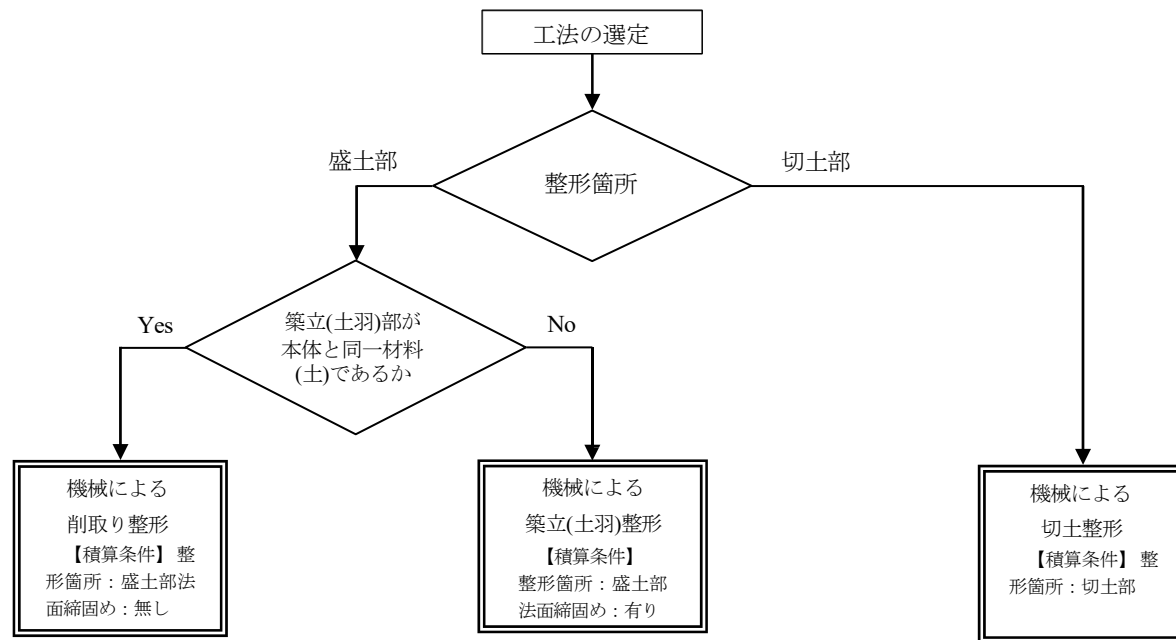 工法の選定
盛土部
切土部
整形箇所
Yes
No
築立(土羽)部が
本体と同一材料
(土)であるか
機械による
削取り整形
【積算条件】整
形箇所：盛土部法
面締固め：無し
機械による
築立(土羽)整形
【積算条件】
整形箇所：盛土部
法面締固め：有り
機械による
切土整形
【積算条件】整
形箇所：切土部